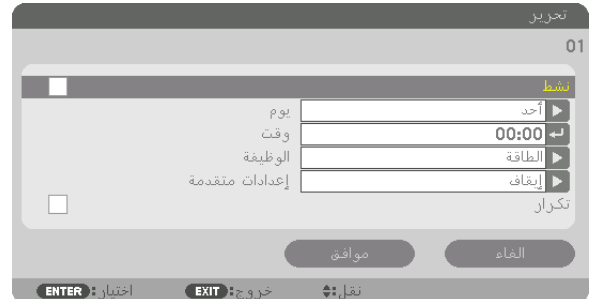 تحرير
01
نشط
يوم أحد
وقت 00:00
الوظيفة الطاقة
إعدادات متقدمة إيقاف
تكرار
موافق الفاء
ENTER: اختيار EXIT: خروج نقل: